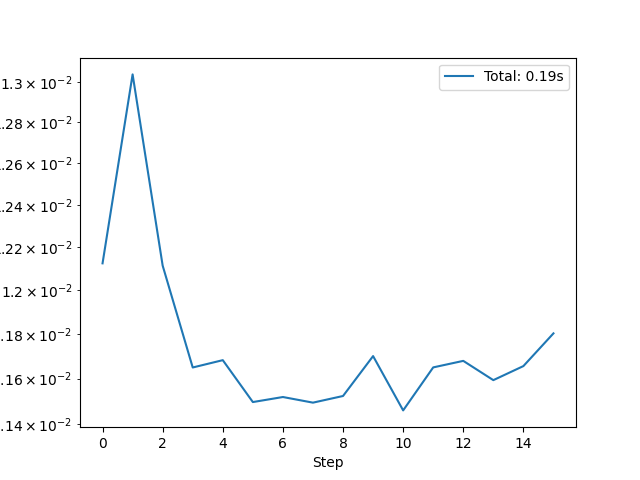 Total: 0.19s
1.3 × 10⁻²
.28 × 10⁻²
.26 × 10⁻²
.24 × 10⁻²
.22 × 10⁻²
1.2 × 10⁻²
.18 × 10⁻²
.16 × 10⁻²
.14 × 10⁻²
0 2 4 6 8 10 12 14
Step